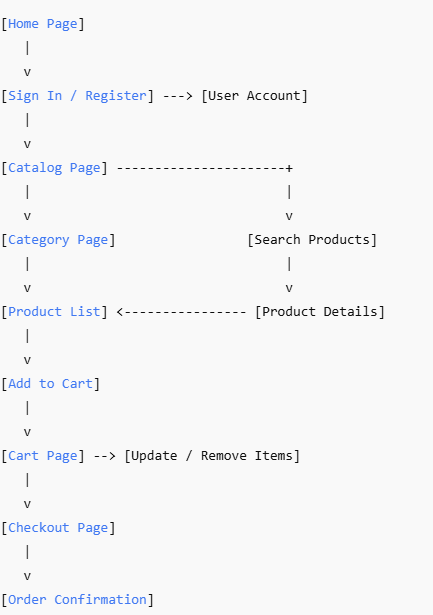 [Home Page]
   |
   v
[Sign In / Register] ---> [User Account]
   |
   v
[Catalog Page] ----------------------+
   |                                 |
   v                                 v
[Category Page]                 [Search Products]
   |                                 |
   v                                 v
[Product List] <---------------- [Product Details]
   |
   v
[Add to Cart]
   |
   v
[Cart Page] --> [Update / Remove Items]
   |
   v
[Checkout Page]
   |
   v
[Order Confirmation]